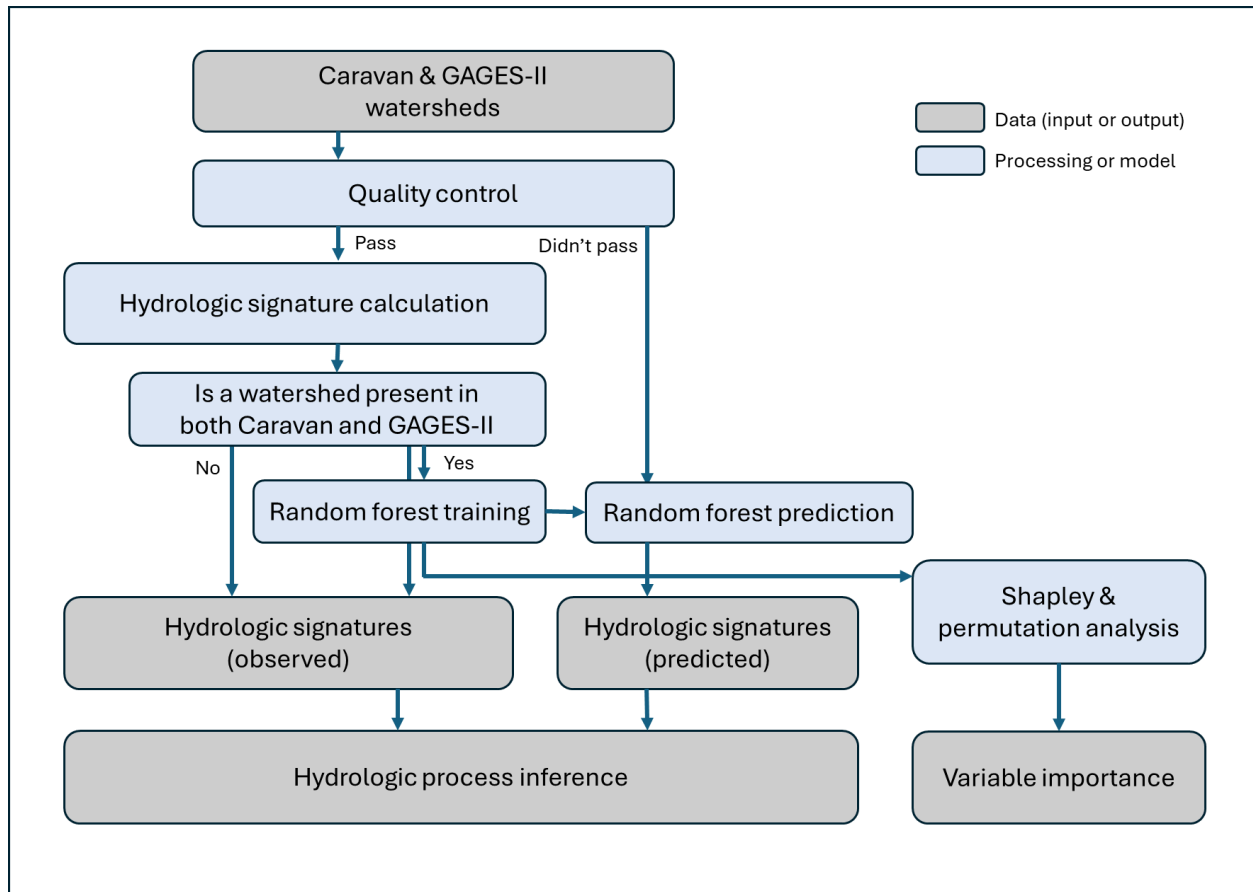 Caravan & GAGES-II
watersheds
Data (input or output)
Processing or model
Quality control
Pass
Didn't pass
Hydrologic signature calculation
Is a watershed present in
both Caravan and GAGES-II
No
Yes
Random forest training
Random forest prediction
Shapley &
permutation analysis
Hydrologic signatures
(observed)
Hydrologic signatures
(predicted)
Hydrologic process inference
Variable importance